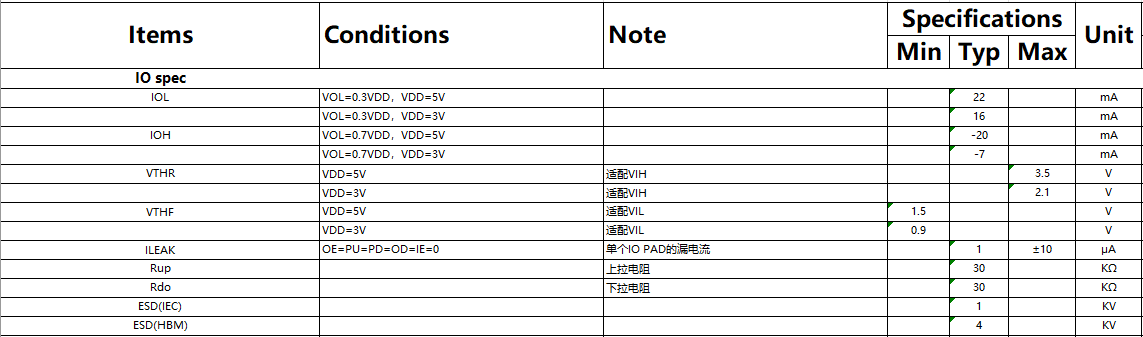 Items Conditions Note Specifications Unit
Min Typ Max
IO spec
IOL VOL=0.3VDD，VDD=5V 22 mA
VOL=0.3VDD，VDD=3V 16 mA
IOH VOL=0.7VDD，VDD=5V -20 mA
VOL=0.7VDD，VDD=3V -7 mA
VTHR VDD=5V 适配VIH 3.5 V
VDD=3V 适配VIH 2.1 V
VTHF VDD=5V 适配VIL 1.5 V
VDD=3V 适配VIL 0.9 V
ILEAK OE=PU=PD=OD=IE=0 单个IO PAD的漏电流 1 ±10 μA
Rup 上拉电阻 30 KΩ
Rdo 下拉电阻 30 KΩ
ESD(IEC) 1 KV
ESD(HBM) 4 KV